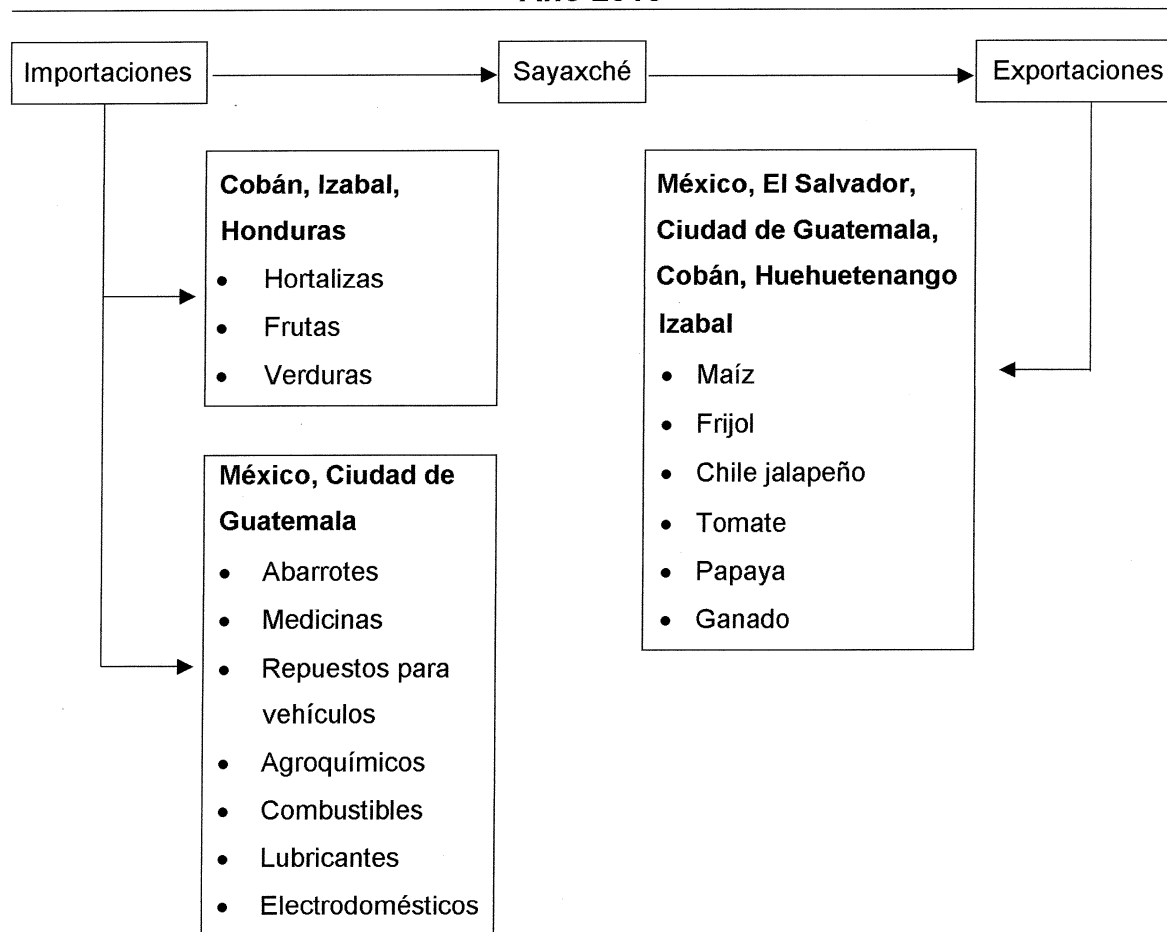 Importaciones
Sayaxché
Exportaciones
Cobán, Izabal,
Honduras
• Hortalizas
• Frutas
• Verduras
México, Ciudad de
Guatemala
• Abarrotes
• Medicinas
• Repuestos para
vehículos
• Agroquímicos
• Combustibles
• Lubricantes
• Electrodomésticos
México, El Salvador,
Ciudad de Guatemala,
Cobán, Huehuetenango
Izabal
• Maíz
• Frijol
• Chile jalapeño
• Tomate
• Papaya
• Ganado